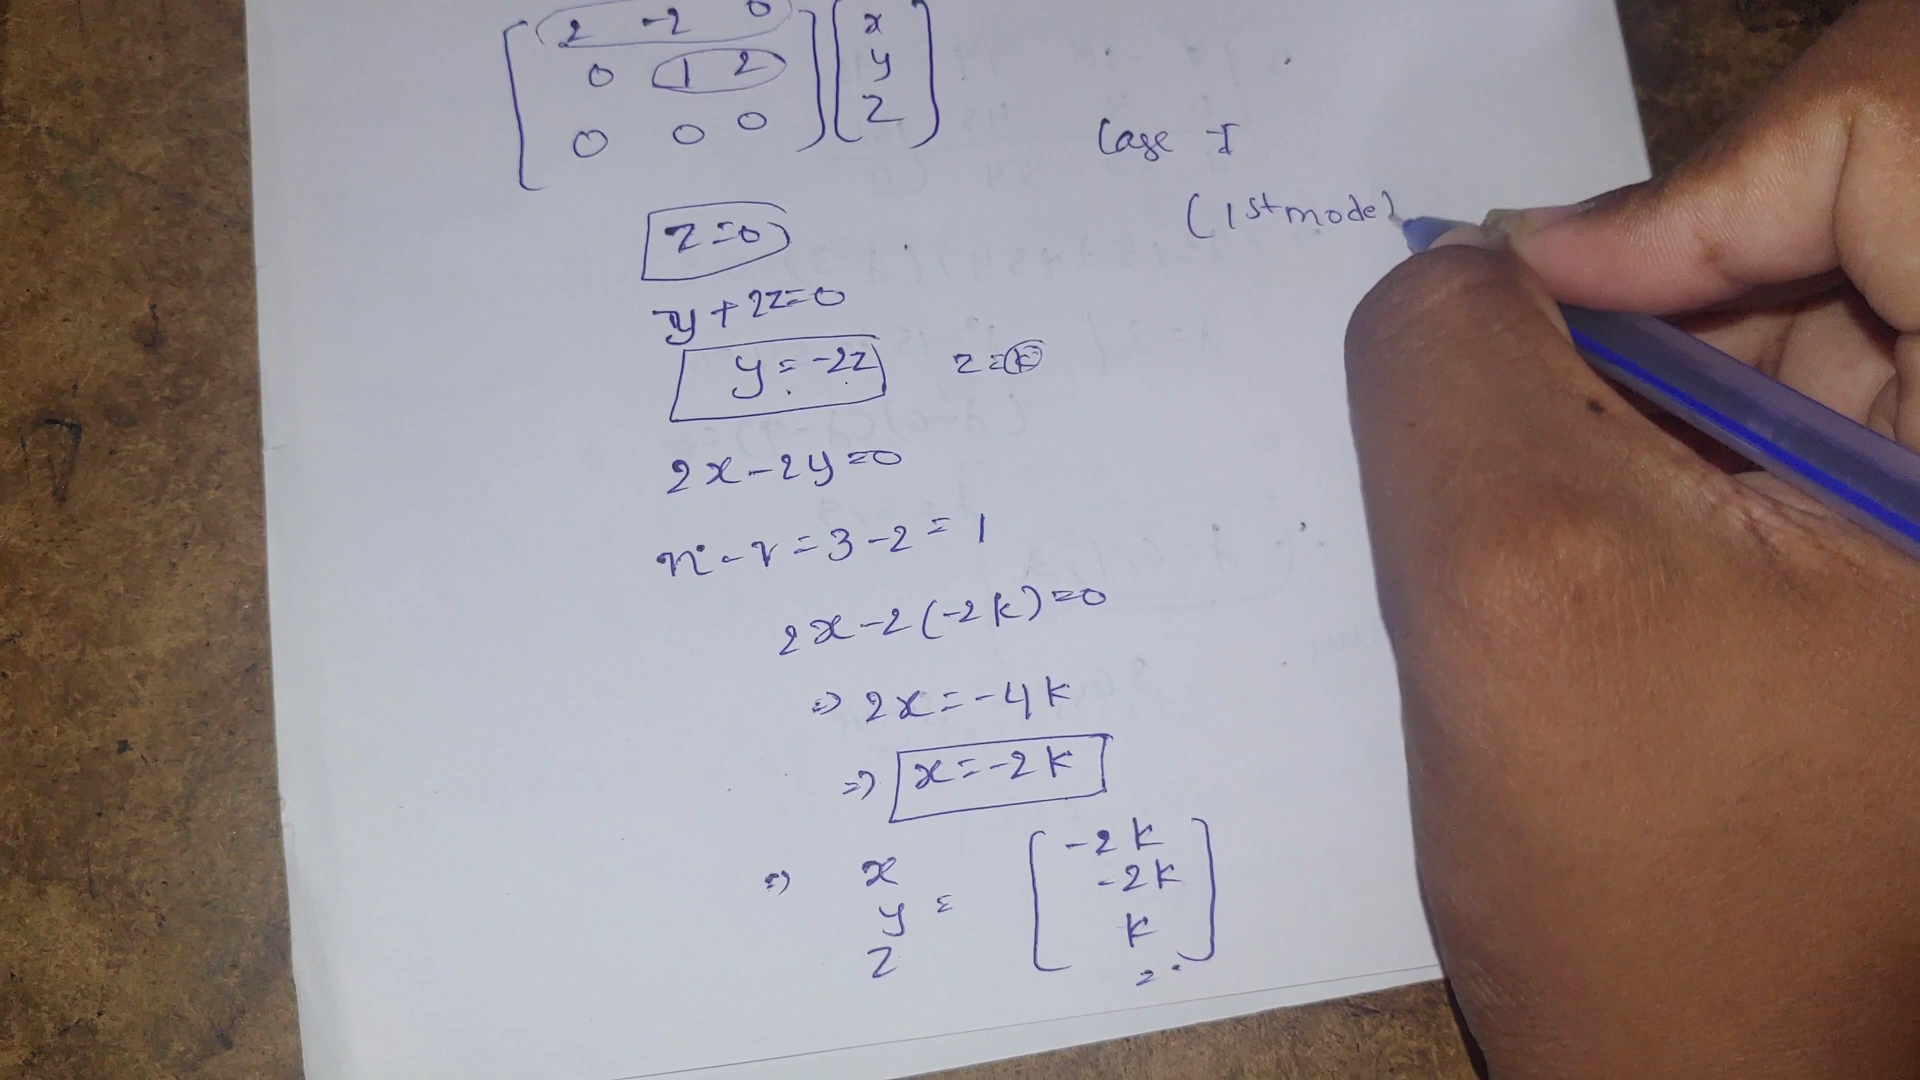 2 -2 0 x
0 1 2 y
0 0 0 z
Case I
(1st mode)
z=0
y+2z=0
y=-2z z=k
2x-2y=0
n-r=3-2=1
2x-2(-2k)=0
⇒ 2x=-4k
⇒ x=-2k
⇒ x -2k
y = -2k
z k